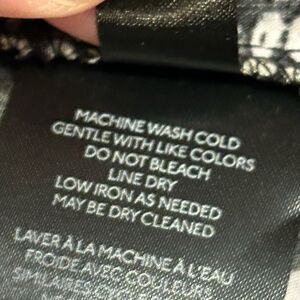 MACHINE WASH COLD
GENTLE WITH LIKE COLORS
DO NOT BLEACH
LINE DRY
LOW IRON AS NEEDED
MAY BE DRY CLEANED
LAVER À LA MACHINE À L'EAU
FROIDE AVEC COULEURS
SIMILAIRES